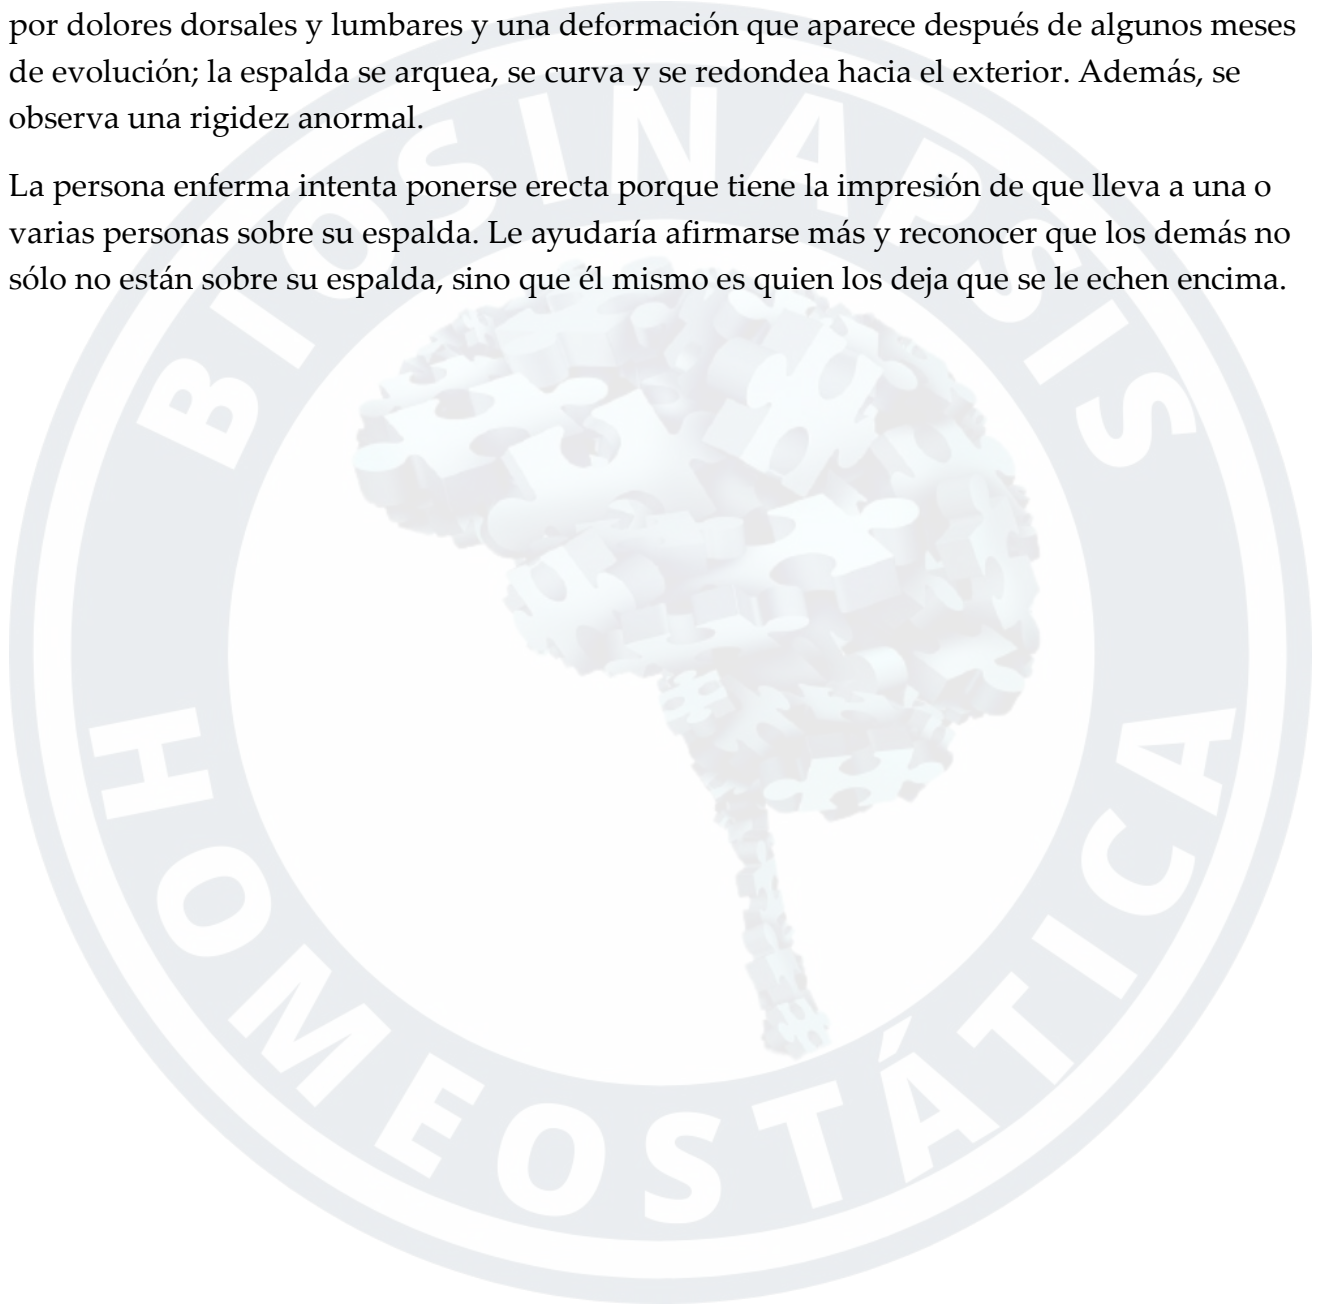 por dolores dorsales y lumbares y una deformación que aparece después de algunos meses
de evolución; la espalda se arquea, se curva y se redondea hacia el exterior. Además, se
observa una rigidez anormal.
La persona enferma intenta ponerse erecta porque tiene la impresión de que lleva a una o
varias personas sobre su espalda. Le ayudaría afirmarse más y reconocer que los demás no
sólo no están sobre su espalda, sino que él mismo es quien los deja que se le echen encima.
BIOSINAPSIS
HOMEOSTÁTICA